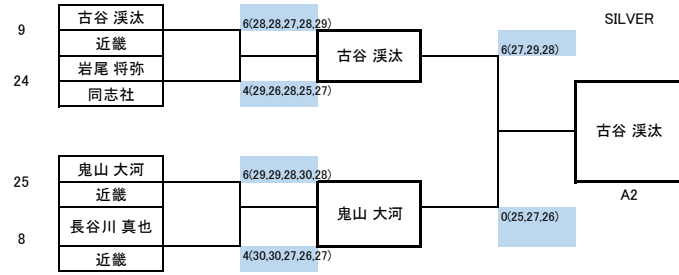 SILVER
9
古谷 渓汰
近畿
6(28,28,27,28,29)
古谷 渓汰
6(27,29,28)
24
岩尾 将弥
同志社
4(29,26,28,25,27)
古谷 渓汰
A2
25
鬼山 大河
近畿
6(29,29,28,30,28)
鬼山 大河
0(25,27,26)
8
長谷川 真也
近畿
4(30,30,27,26,27)